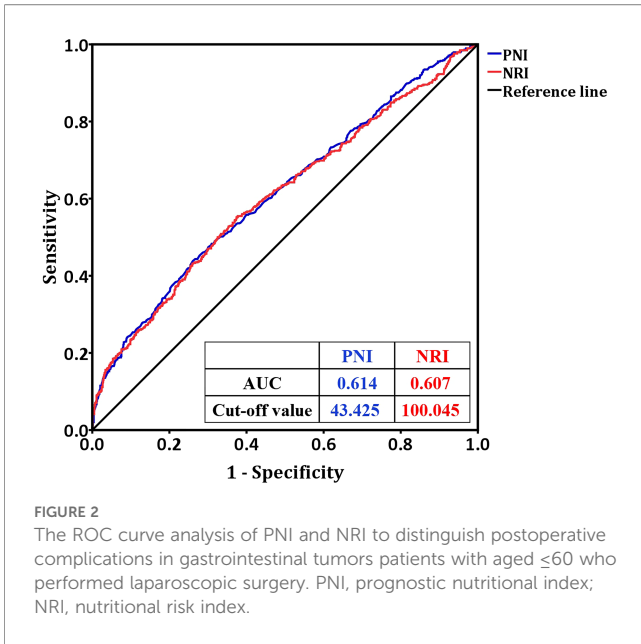 1.0
0.8
0.6
0.4
0.2
0.0
Sensitivity
0.0 0.2 0.4 0.6 0.8 1.0
1 - Specificity
PNI
NRI
Reference line
PNI NRI
AUC 0.614 0.607
Cut-off value 43.425 100.045
FIGURE 2
The ROC curve analysis of PNI and NRI to distinguish postoperative
complications in gastrointestinal tumors patients with aged ≤60 who
performed laparoscopic surgery. PNI, prognostic nutritional index;
NRI, nutritional risk index.